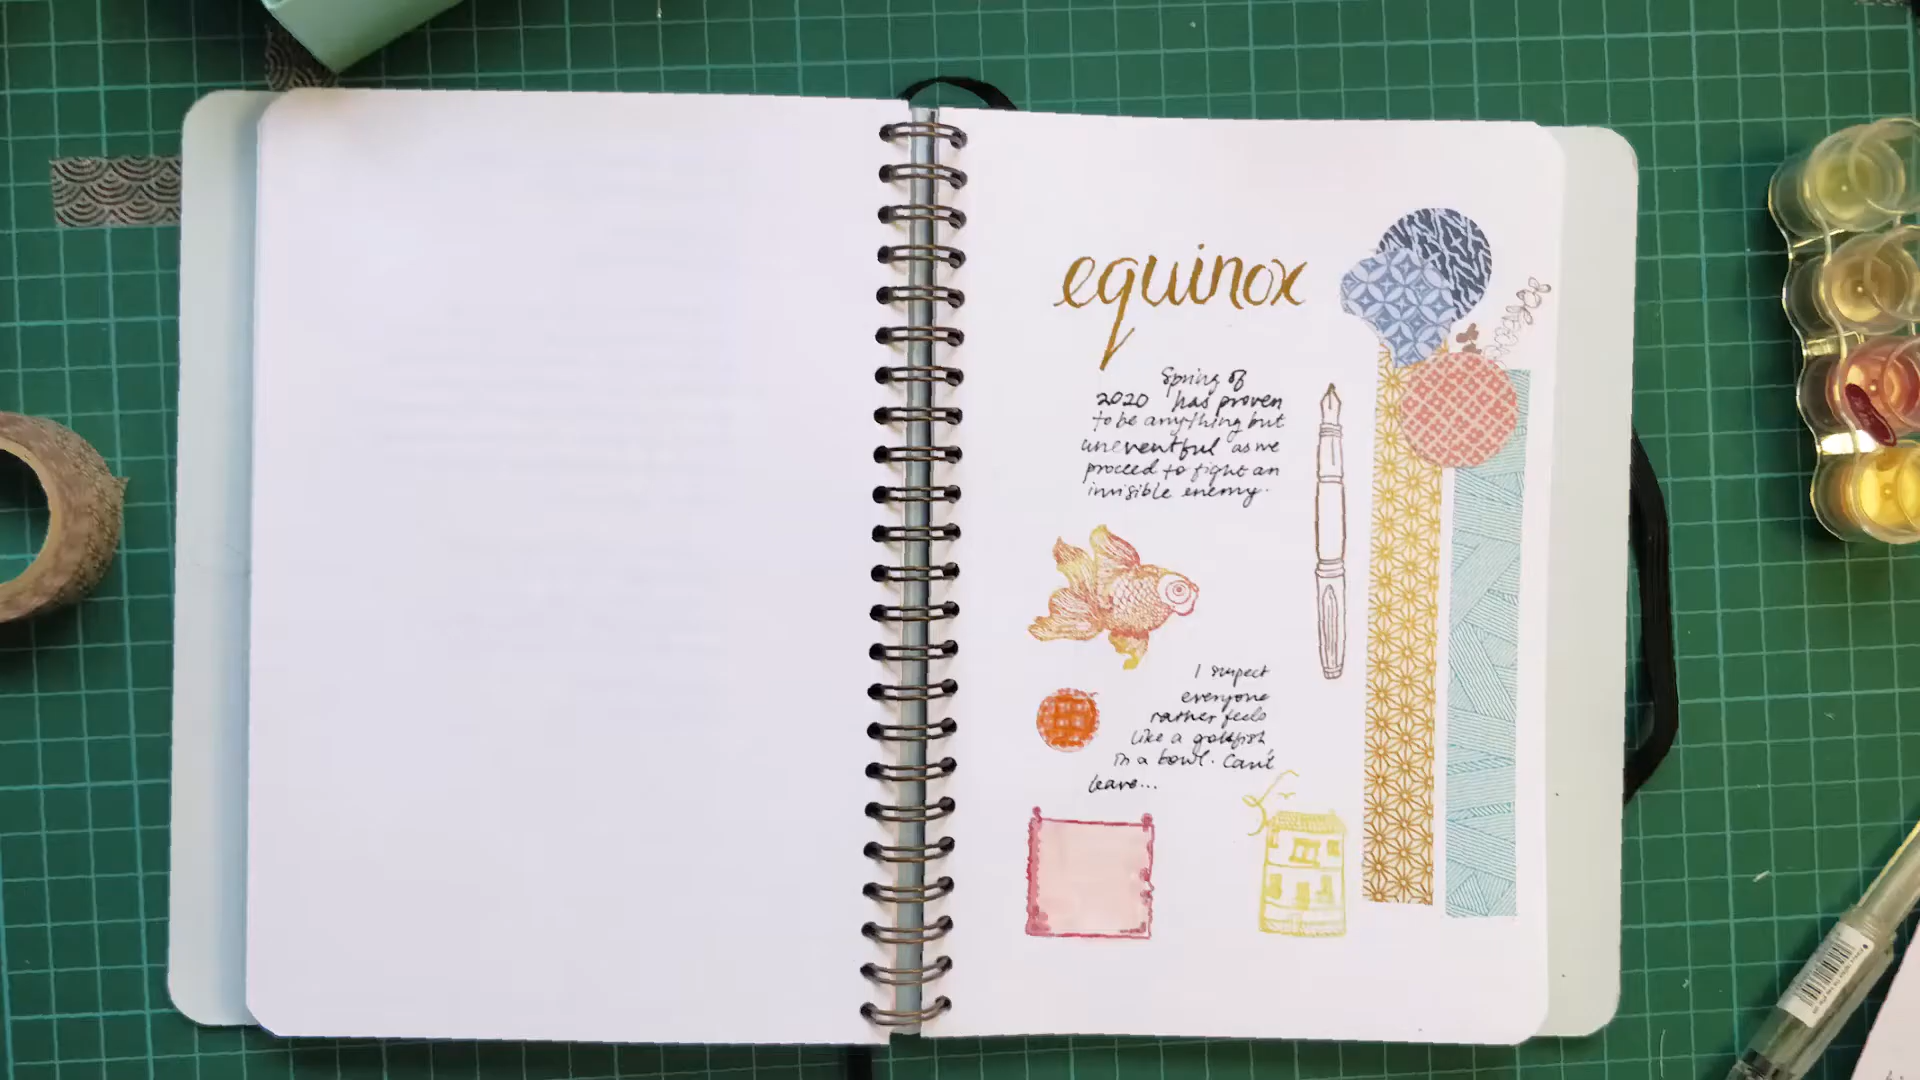 equinox
Spring of
2020 has proven
to be anything but
uneventful as we
proceed to fight an
invisible enemy.
I suspect
everyone
rather feels
like a goldfish
in a bowl. Can't
leave...